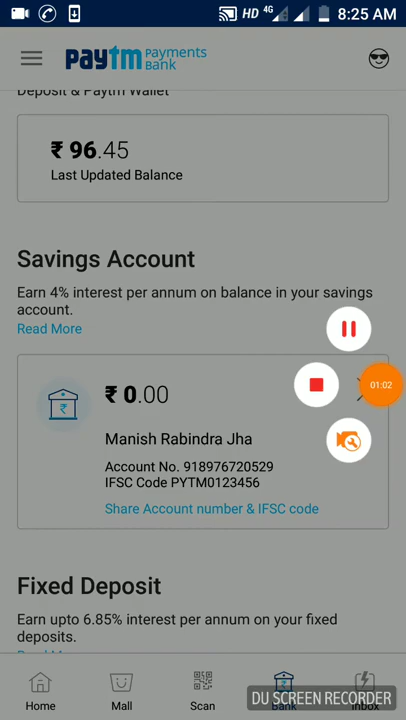 HD 4G 8:25 AM
paytm payments bank
Deposit & Paytm Wallet
₹ 96.45
Last Updated Balance
Savings Account
Earn 4% interest per annum on balance in your savings
account.
Read More
₹ 0.00
01:02
Manish Rabindra Jha
Account No. 918976720529
IFSC Code PYTM0123456
Share Account number & IFSC code
Fixed Deposit
Earn upto 6.85% interest per annum on your fixed
deposits.
Home Mall Scan Bank Inbox
DU SCREEN RECORDER